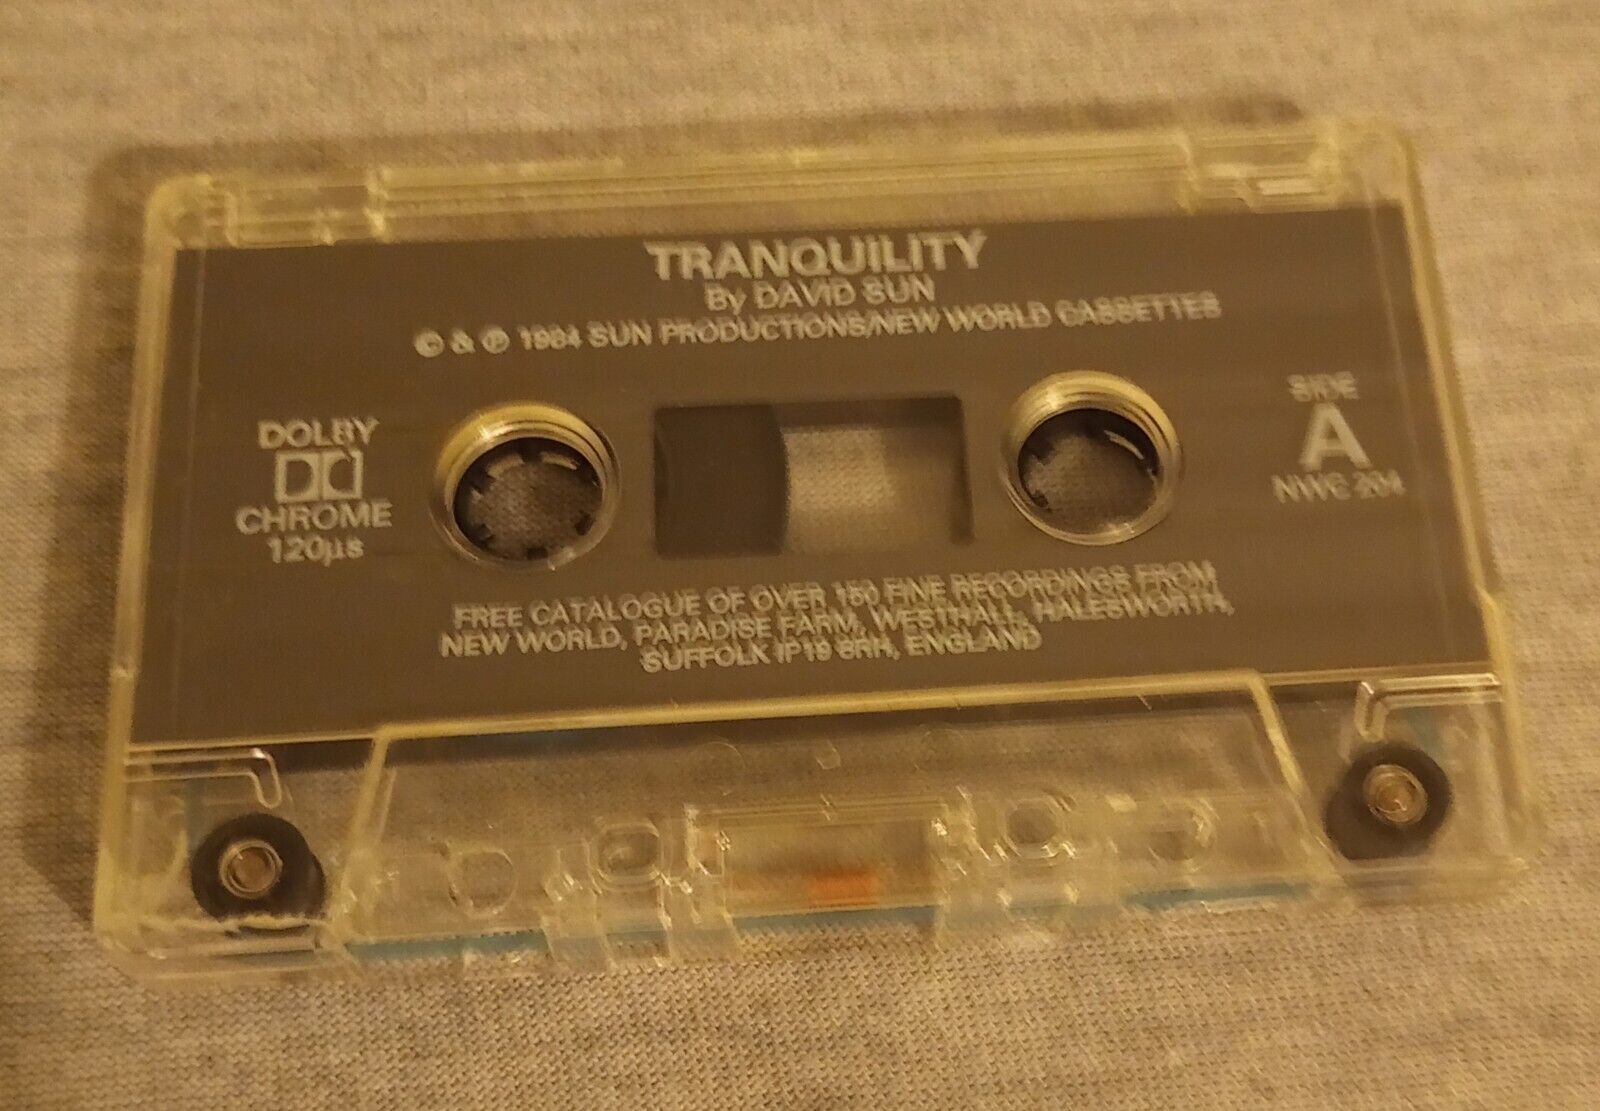 TRANQUILITY
By DAVID SUN
© & ℗ 1984 SUN PRODUCTIONS/NEW WORLD CASSETTES
DOLBY
CHROME
120µs
SIDE
A
NWC 204
FREE CATALOGUE OF OVER 150 FINE RECORDINGS FROM
NEW WORLD, PARADISE FARM, WESTHALL, HALESWORTH,
SUFFOLK IP19 8RH, ENGLAND